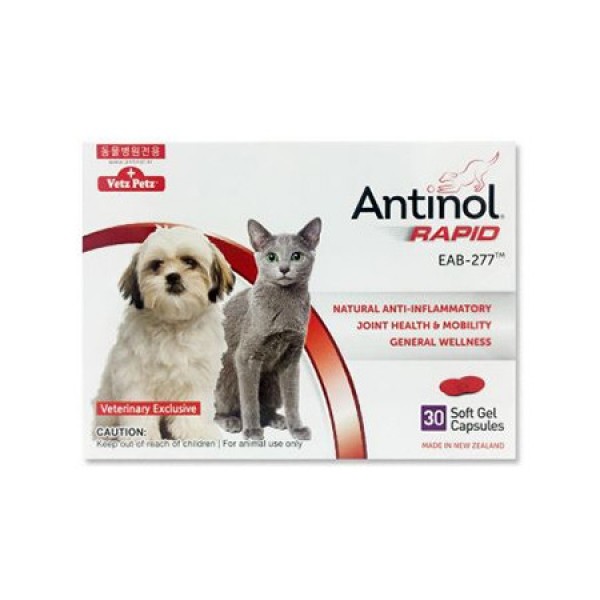 동물병원전용
Vetz Petz
Antinol®
RAPID
EAB-277™
NATURAL ANTI-INFLAMMATORY
JOINT HEALTH & MOBILITY
GENERAL WELLNESS
Veterinary Exclusive
30 Soft Gel
Capsules
CAUTION:
Keep out of reach of children | For animal use only
MADE IN NEW ZEALAND